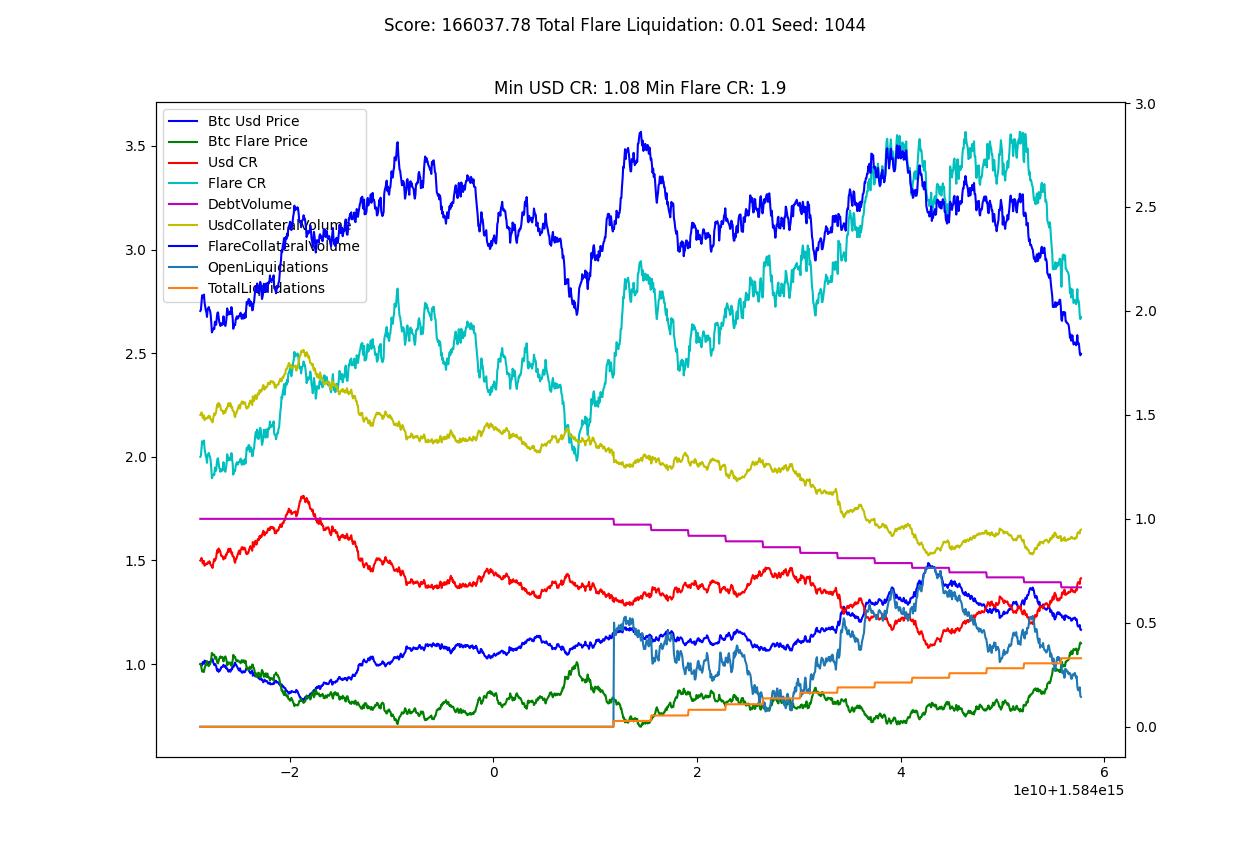 Score: 166037.78 Total Flare Liquidation: 0.01 Seed: 1044
Min USD CR: 1.08 Min Flare CR: 1.9
Btc Usd Price
Btc Flare Price
Usd CR
Flare CR
DebtVolume
UsdCollateralVolume
FlareCollateralVolume
OpenLiquidations
TotalLiquidations
3.5
3.0
2.5
2.0
1.5
1.0
3.0
2.5
2.0
1.5
1.0
0.5
0.0
−2
0
2
4
6
1e10+1.584e15